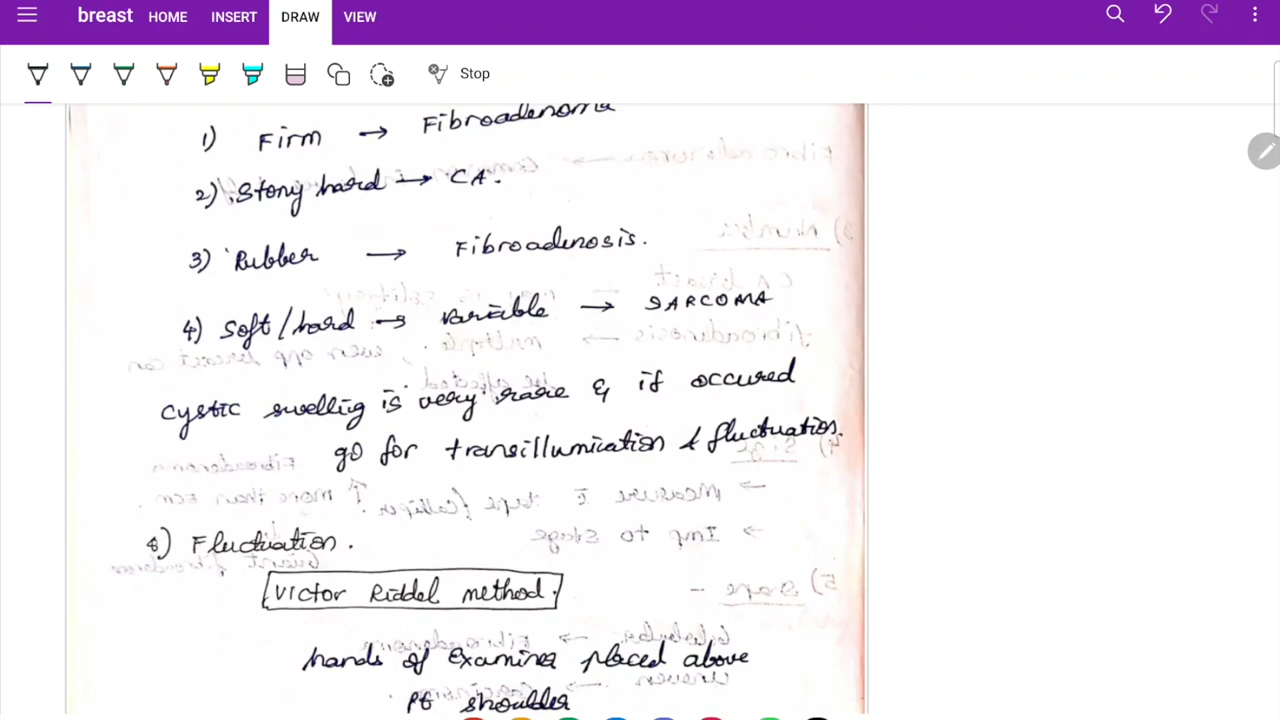 breast HOME INSERT DRAW VIEW
Stop
1) Firm → Fibroadenoma
2) Stony hard → CA.
3) Rubber → Fibroadenosis.
4) Soft/hard → variable → SARCOMA
cystic swelling is very rare & if occured
go for transillumication & fluctuation.
8) Fluctuation.
Victor Riddel method.
hands of examiner placed above
Pt shoulder